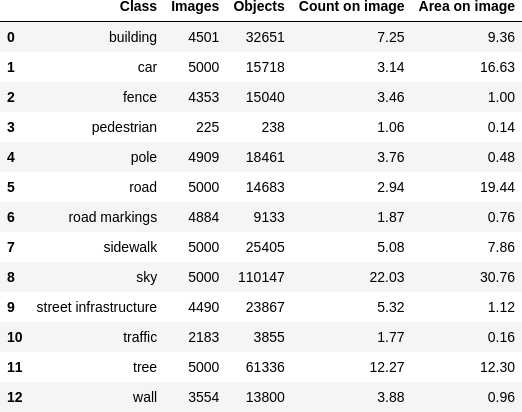 Class Images Objects Count on image Area on image
0 building 4501 32651 7.25 9.36
1 car 5000 15718 3.14 16.63
2 fence 4353 15040 3.46 1.00
3 pedestrian 225 238 1.06 0.14
4 pole 4909 18461 3.76 0.48
5 road 5000 14683 2.94 19.44
6 road markings 4884 9133 1.87 0.76
7 sidewalk 5000 25405 5.08 7.86
8 sky 5000 110147 22.03 30.76
9 street infrastructure 4490 23867 5.32 1.12
10 traffic 2183 3855 1.77 0.16
11 tree 5000 61336 12.27 12.30
12 wall 3554 13800 3.88 0.96